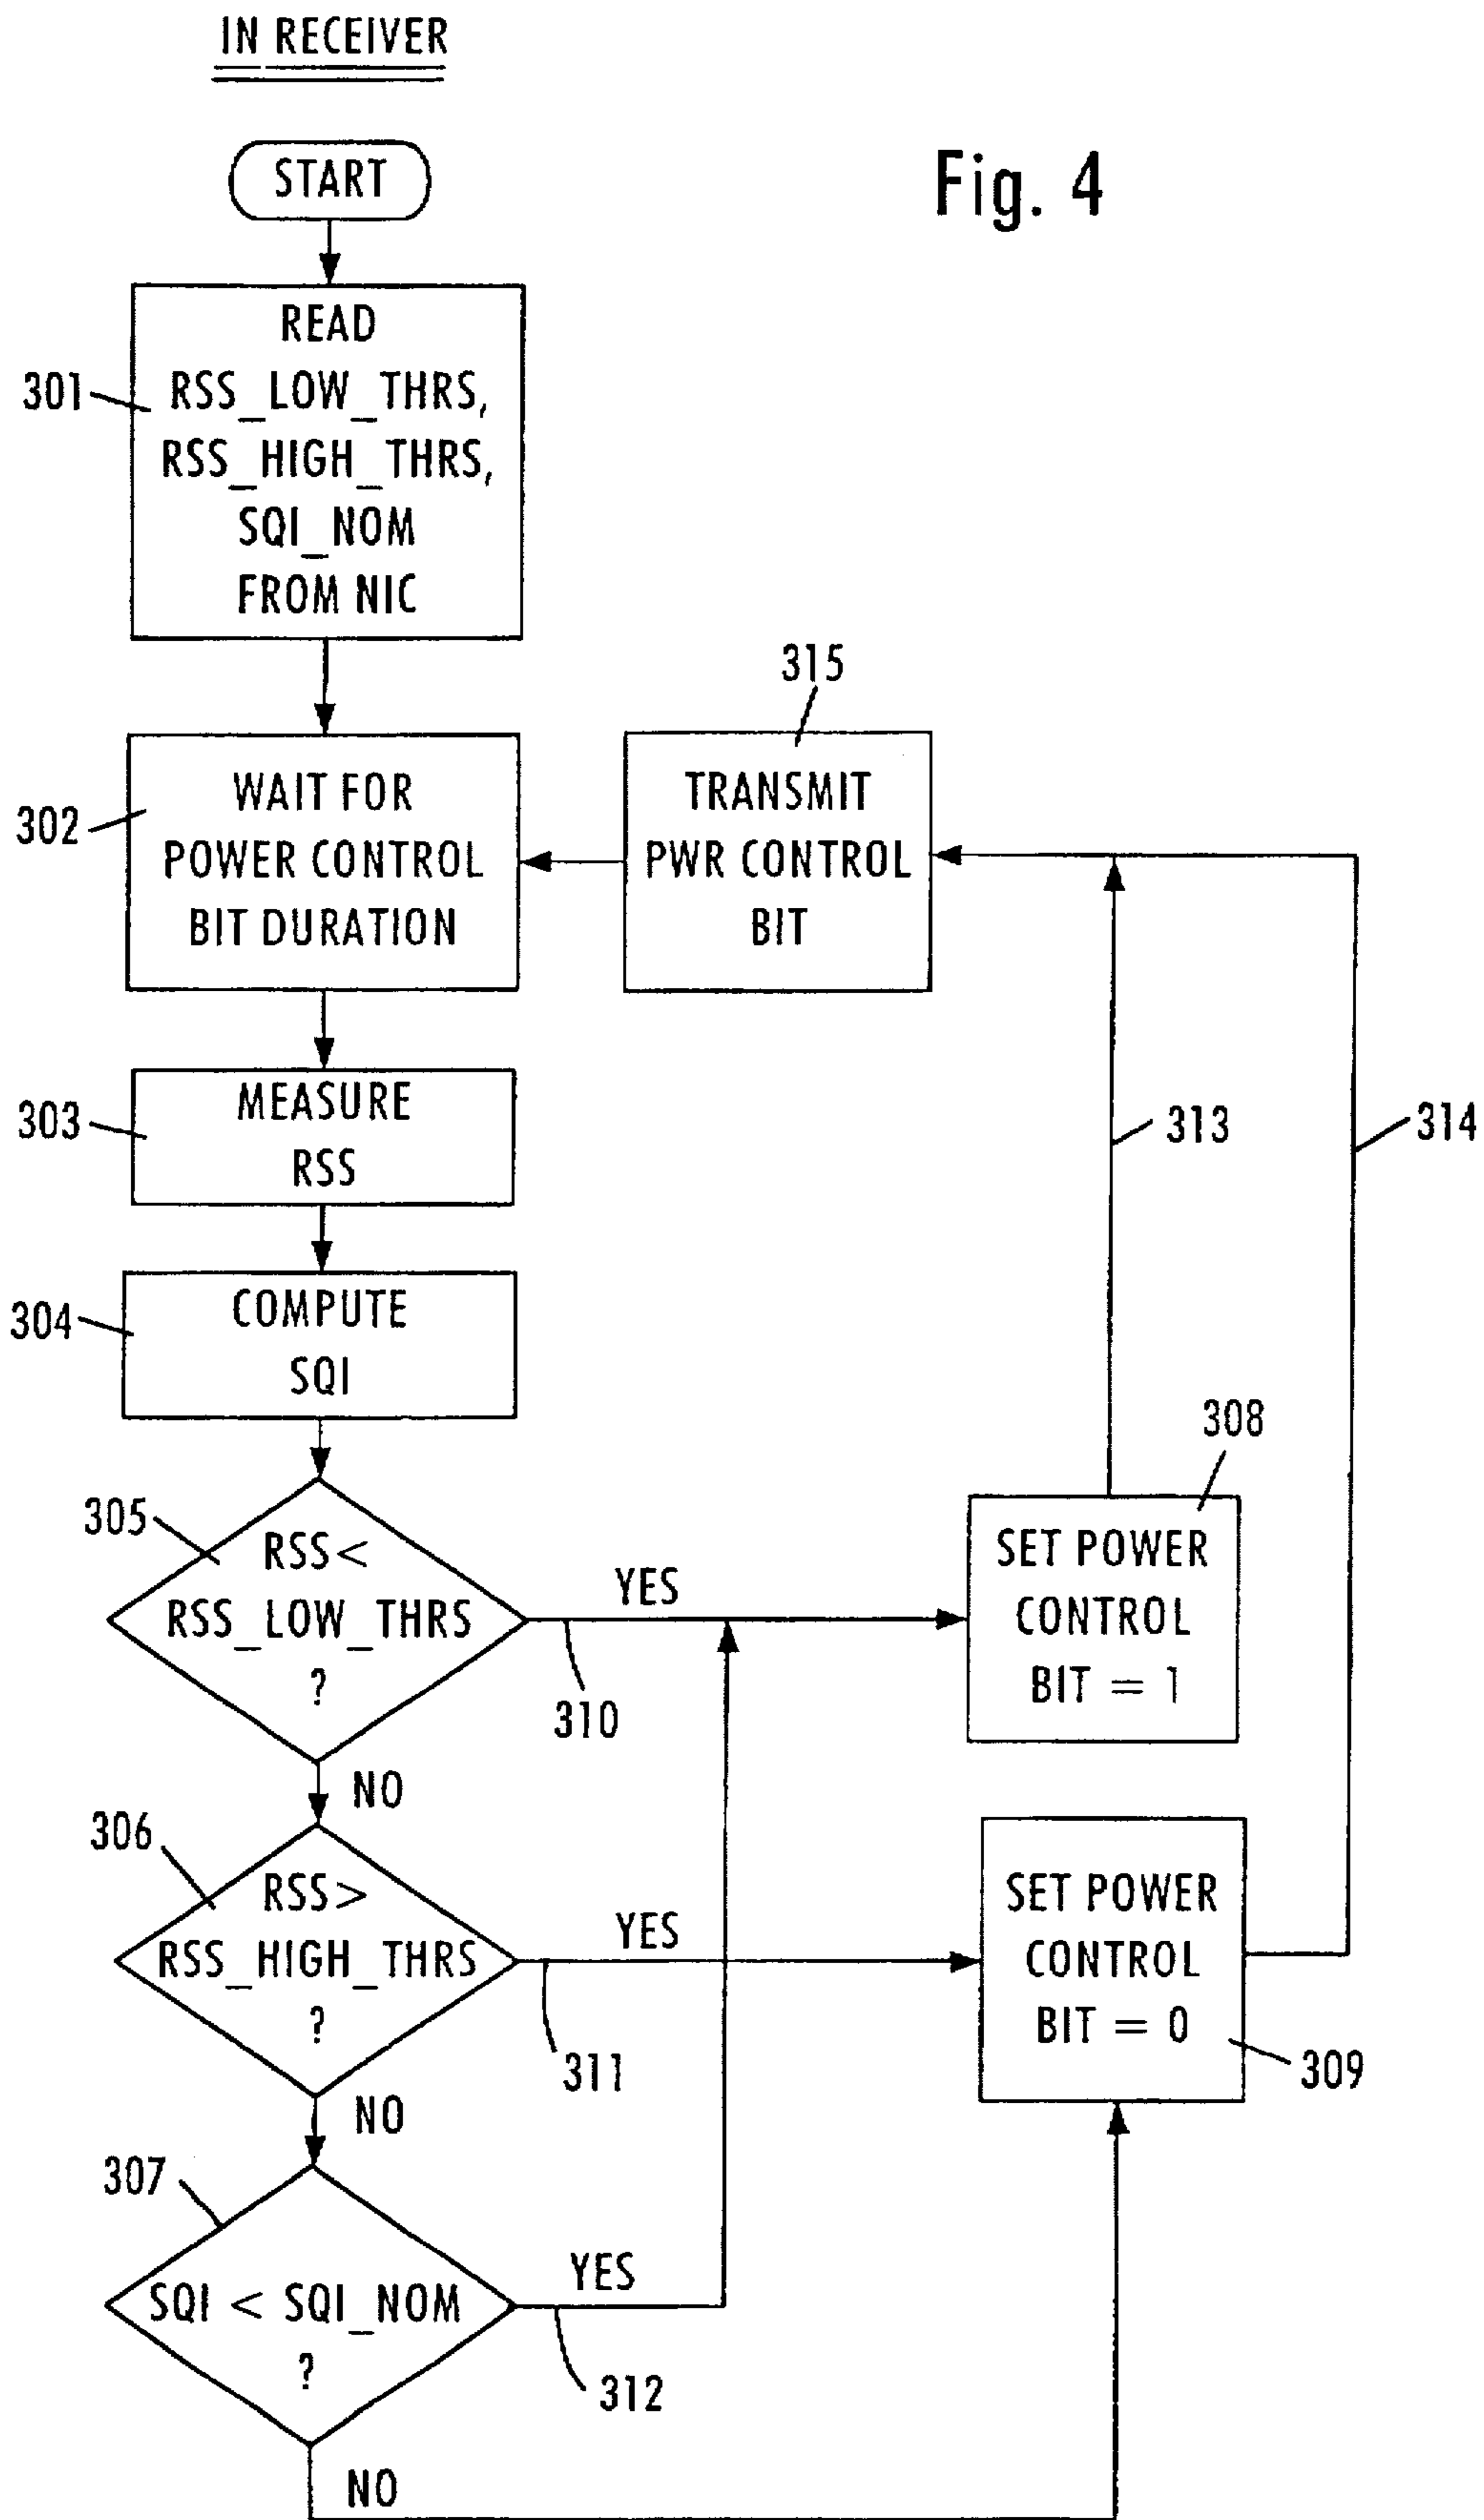 IN RECEIVER
START
Fig. 4
READ
RSS_LOW_THRS,
RSS_HIGH_THRS,
SQI_NOM
FROM NIC
301
315
WAIT FOR
POWER CONTROL
BIT DURATION
302
TRANSMIT
PWR CONTROL
BIT
MEASURE
RSS
303
313
314
COMPUTE
SQI
304
308
305
RSS<
RSS_LOW_THRS
?
YES
310
SET POWER
CONTROL
BIT = 1
NO
306
RSS>
RSS_HIGH_THRS
?
YES
311
SET POWER
CONTROL
BIT = 0
309
NO
307
SQI < SQI_NOM
?
YES
312
NO